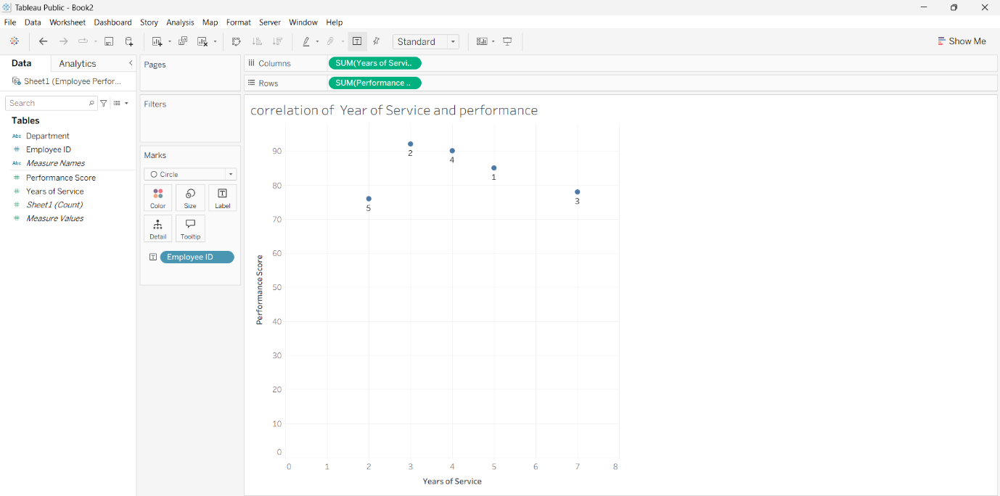 Tableau Public - Book2
File Data Worksheet Dashboard Story Analysis Map Format Server Window Help
Standard
Show Me
Data Analytics
Sheet1 (Employee Perfor...
Search
Tables
Abc Department
# Employee ID
Abc Measure Names
# Performance Score
# Years of Service
# Sheet1 (Count)
# Measure Values
Pages
Filters
Marks
Circle
Color Size Label
Detail Tooltip
Employee ID
Columns SUM(Years of Servi..
Rows SUM(Performance ..
correlation of  Year of Service and performance
Performance Score
90
80
70
60
50
40
30
20
10
0
2
4
1
3
5
0 1 2 3 4 5 6 7 8
Years of Service